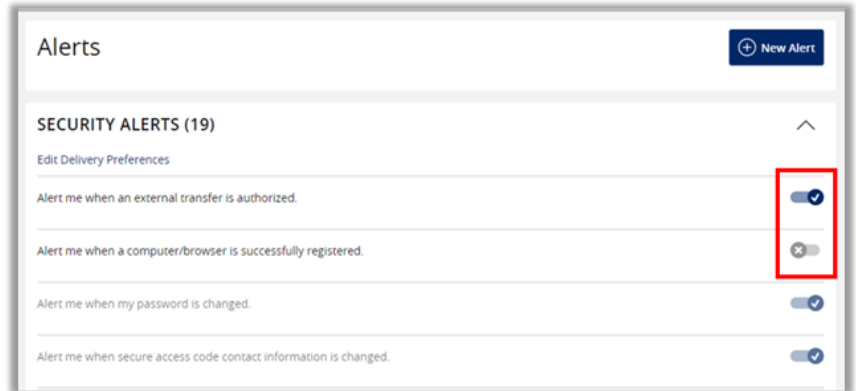 Alerts
New Alert
SECURITY ALERTS (19)
Edit Delivery Preferences
Alert me when an external transfer is authorized.
Alert me when a computer/browser is successfully registered.
Alert me when my password is changed.
Alert me when secure access code contact information is changed.